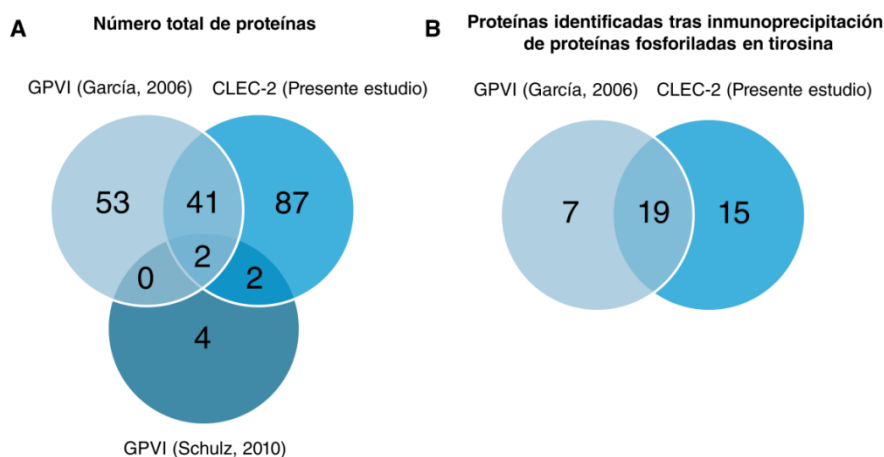 A
Número total de proteínas
GPVI (García, 2006)
CLEC-2 (Presente estudio)
53
41
87
2
0
2
4
GPVI (Schulz, 2010)
B
Proteínas identificadas tras inmunoprecipitación
de proteínas fosforiladas en tirosina
GPVI (García, 2006)
CLEC-2 (Presente estudio)
7
19
15